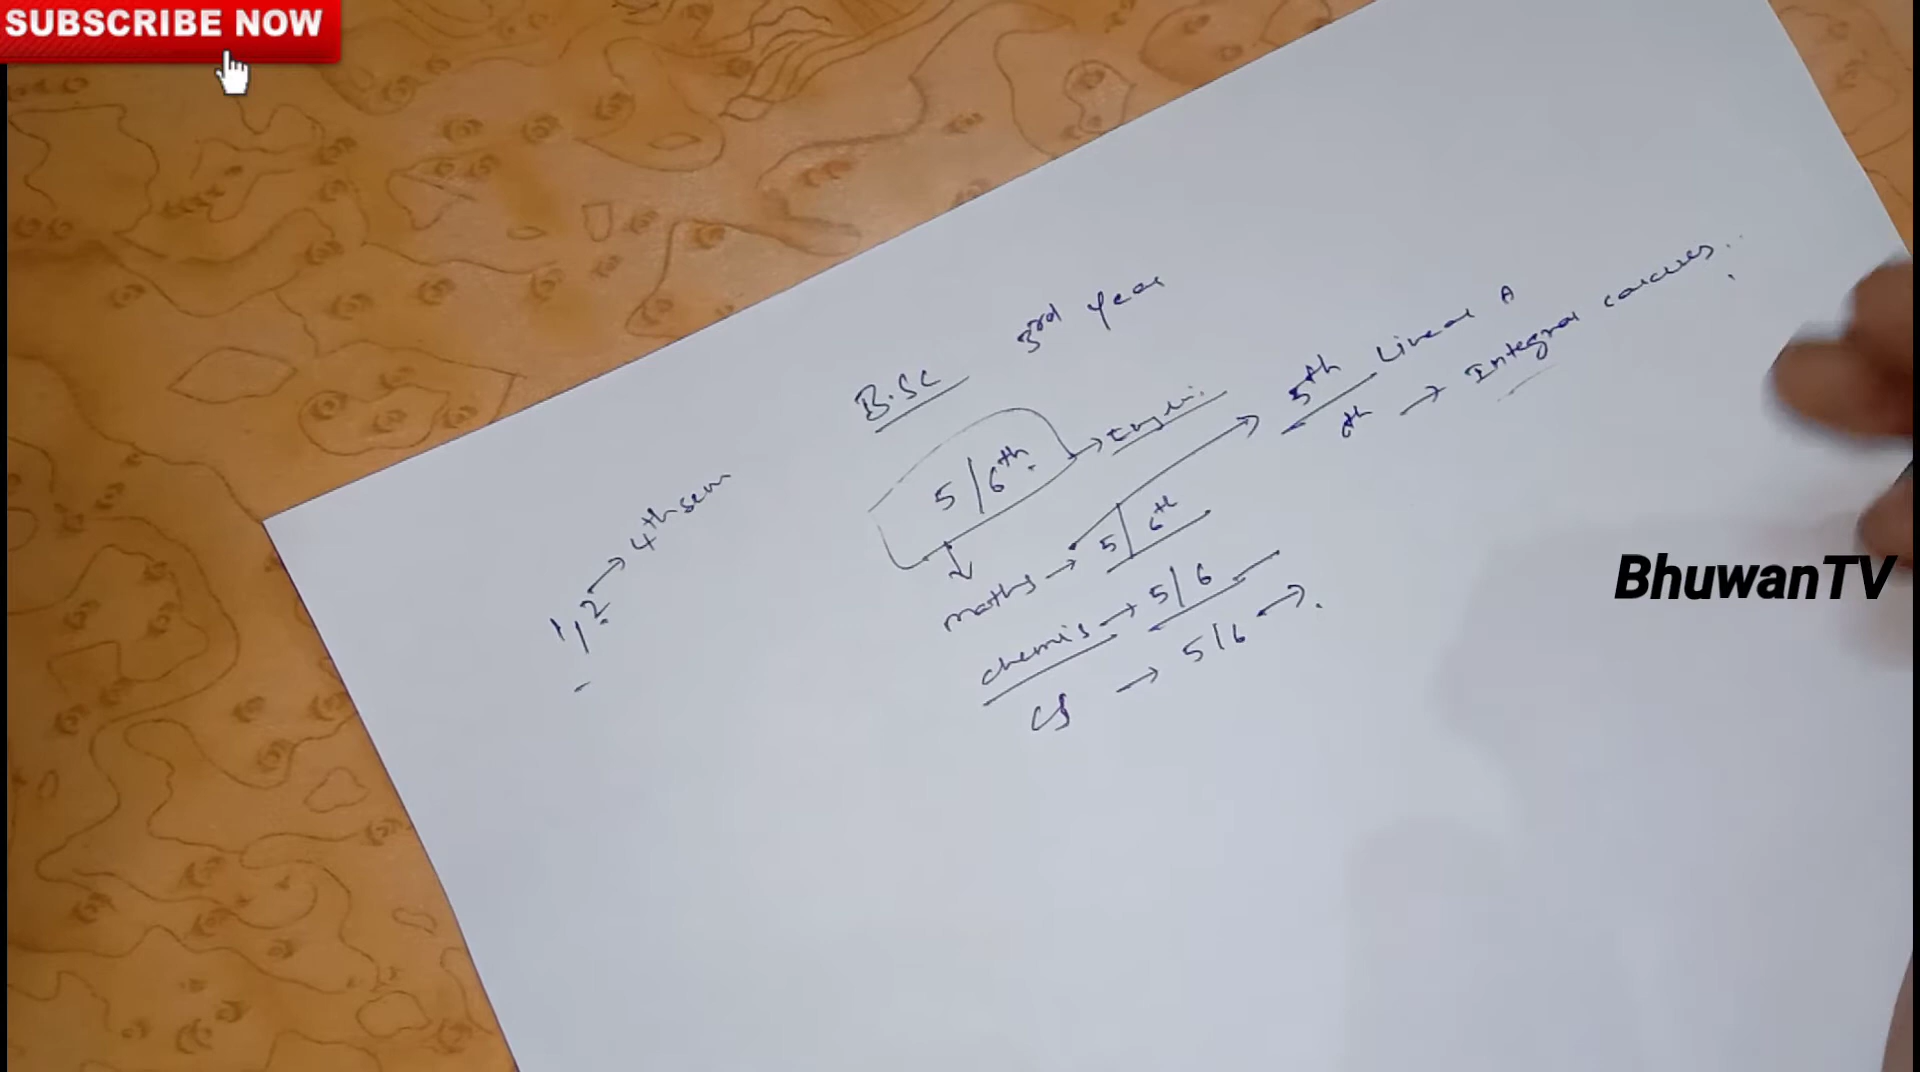 SUBSCRIBE NOW
B.Sc 3rd year
5/6th →
1,2 → 4th sem
maths → 5/6th → 5th Linear A
6th → Integral calculus..
chemis → 5/6
CS → 5/6 →.
BhuwanTV